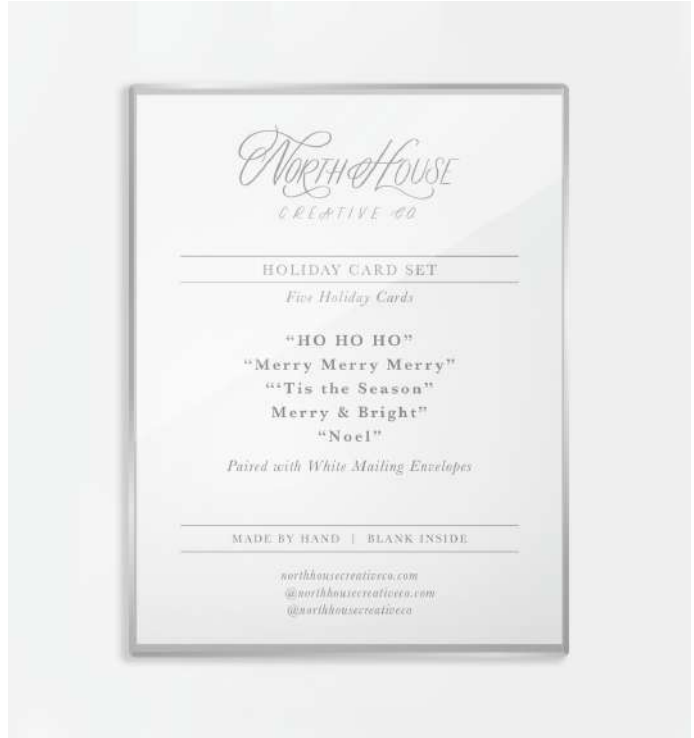 NORTH HOUSE
CREATIVE CO
HOLIDAY CARD SET
Five Holiday Cards
“HO HO HO”
“Merry Merry Merry”
“‘Tis the Season”
Merry & Bright”
“Noel”
Paired with White Mailing Envelopes
MADE BY HAND | BLANK INSIDE
northhousecreativeco.com
@northhousecreativeco.com
@northhousecreativeco